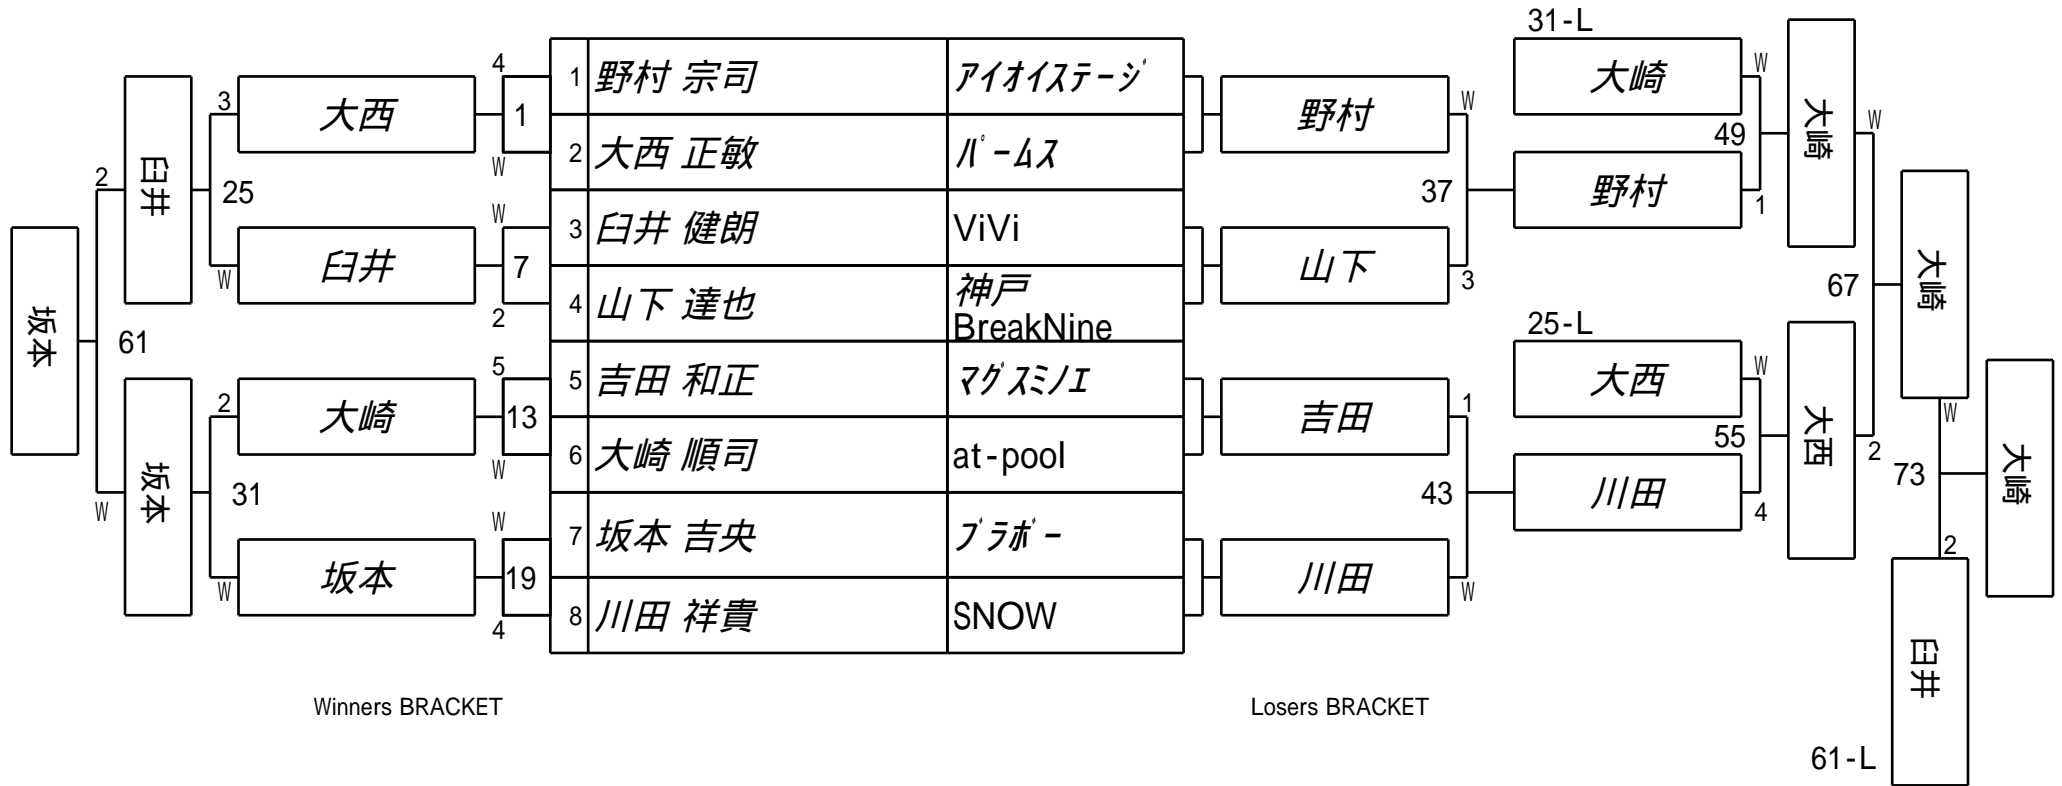 31-L
4
1 野村 宗司 アイオイステージ
W
大崎
3
大西
1
野村
W
大崎
2 大西 正敏 パームス
49
W
臼井
2
W
25
37
野村
1
W
3 臼井 健朗 ViVi
大崎
W
臼井
7
山下
3
67
4 山下 達也 神戸
BreakNine
2
坂本
61
25-L
5
5 吉田 和正 マグスミノエ
W
大西
2
大崎
13
吉田
1
W
大西
6 大崎 順司 at-pool
55
2
W
坂本
W
31
43
川田
4
73
大崎
W
7 坂本 吉央 ブラボー
2
W
坂本
19
川田
W
8 川田 祥貴 SNOW
4
臼井
Winners BRACKET
Losers BRACKET
61-L